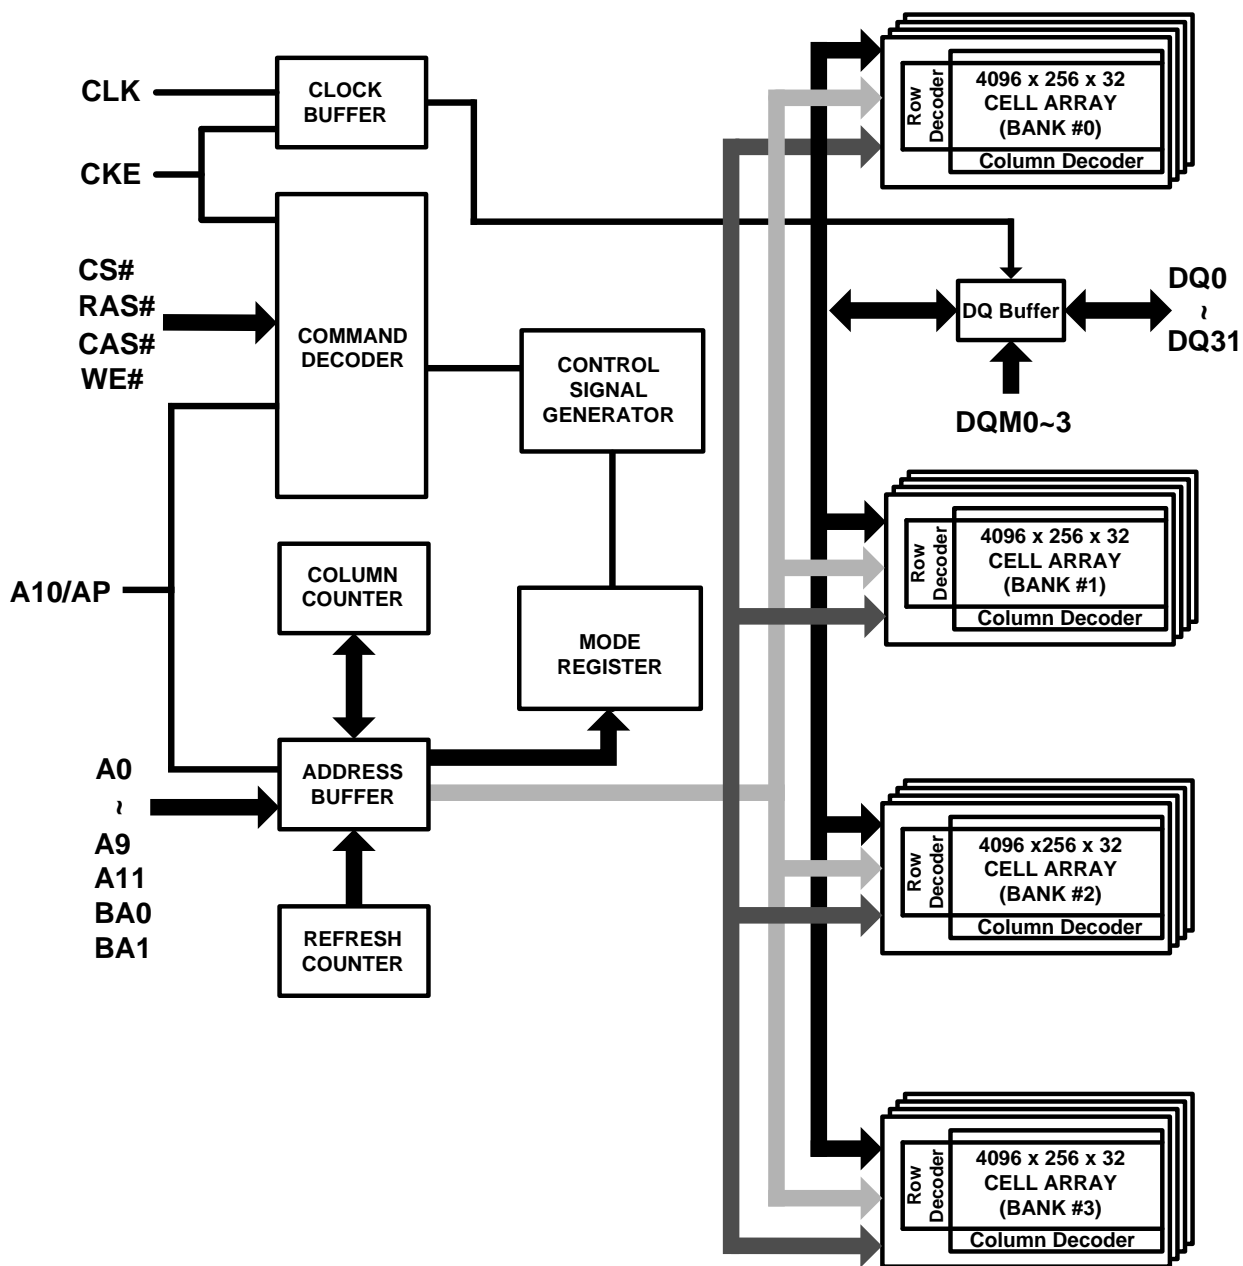 CLK
CKE
CS#
RAS#
CAS#
WE#
A10/AP
A0
~
A9
A11
BA0
BA1
CLOCK
BUFFER
COMMAND
DECODER
COLUMN
COUNTER
ADDRESS
BUFFER
REFRESH
COUNTER
CONTROL
SIGNAL
GENERATOR
MODE
REGISTER
Row
Decoder
4096 x 256 x 32
CELL ARRAY
(BANK #0)
Column Decoder
DQ Buffer
DQ0
~
DQ31
DQM0~3
Row
Decoder
4096 x 256 x 32
CELL ARRAY
(BANK #1)
Column Decoder
Row
Decoder
4096 x256 x 32
CELL ARRAY
(BANK #2)
Column Decoder
Row
Decoder
4096 x 256 x 32
CELL ARRAY
(BANK #3)
Column Decoder